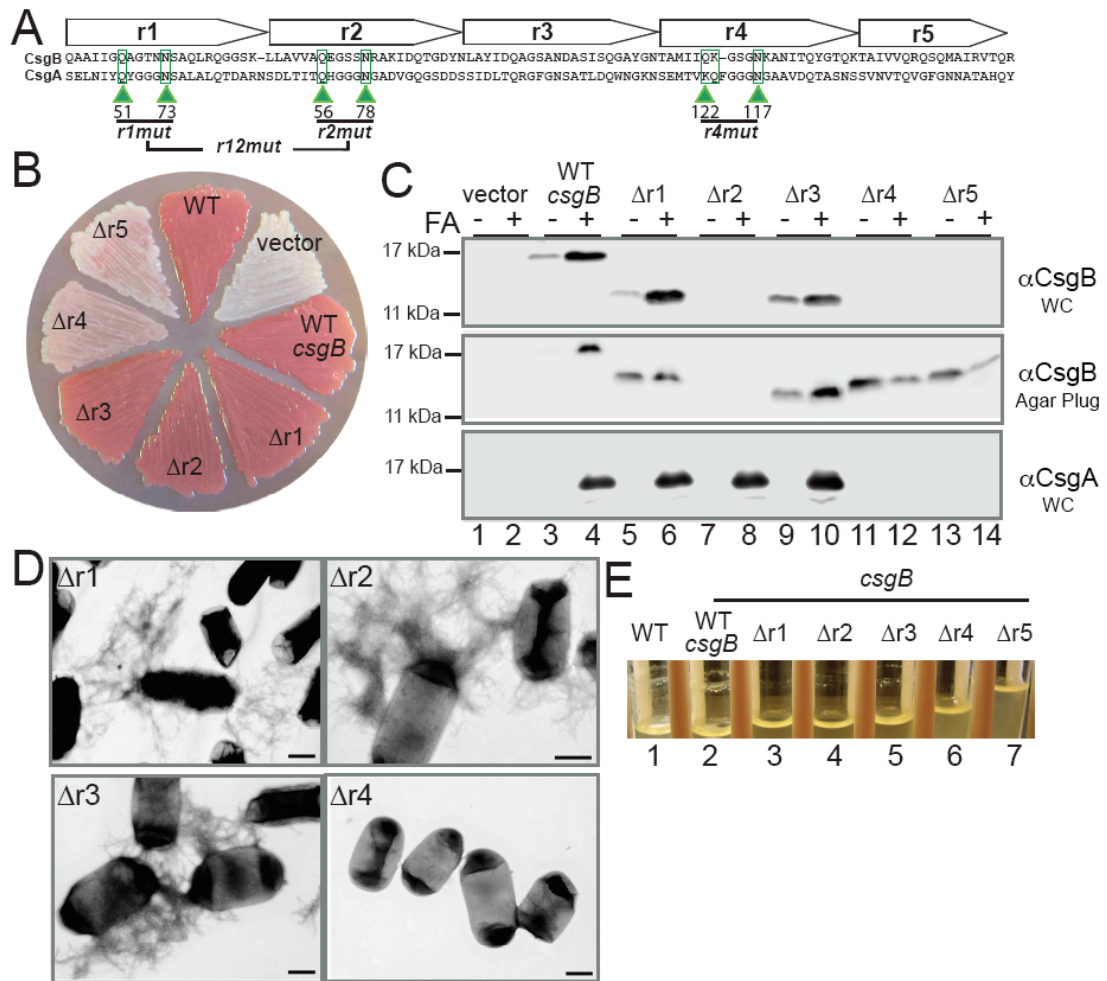 A
r1 r2 r3 r4 r5
CsgB QAAIIGQAGTNNSAQLRQGGSK-LLAVVAQEGSSNRAKIDQTGDYNLAYIDQAGSANDASISQGAYGNTAMIIQK-GSGNKANITQYGTQKTAIVVQRQSQMAIRVTQR
CsgA SELNIYQYGGGNSALALQTDARNSDLTITQHGGGNGADVGQGSDDSSIDLTQRGFGNSATLDQWNGKNSEMTVKQFGGGNGAAVDQTASNSSVNVTQVGFGNNATAHQY
51 73 56 78 122 117
r1mut r2mut r4mut
r12mut
B
WT
vector
WT csgB
Δr1
Δr2
Δr3
Δr4
Δr5
C
vector WT csgB Δr1 Δr2 Δr3 Δr4 Δr5
FA - + - + - + - + - + - + - +
17 kDa
11 kDa
αCsgB
WC
17 kDa
11 kDa
αCsgB
Agar Plug
17 kDa
αCsgA
WC
1 2 3 4 5 6 7 8 9 10 11 12 13 14
D
Δr1
Δr2
Δr3
Δr4
E
csgB
WT WT csgB Δr1 Δr2 Δr3 Δr4 Δr5
1 2 3 4 5 6 7